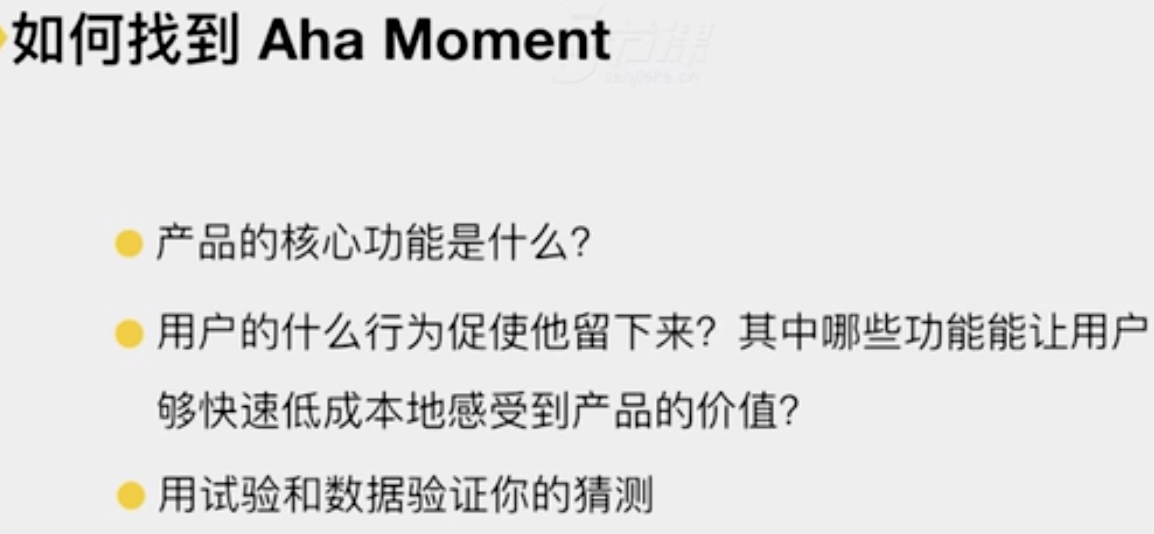 如何找到 Aha Moment
产品的核心功能是什么?
用户的什么行为促使他留下来? 其中哪些功能能让用户
够快速低成本地感受到产品的价值?
用试验和数据验证你的猜测